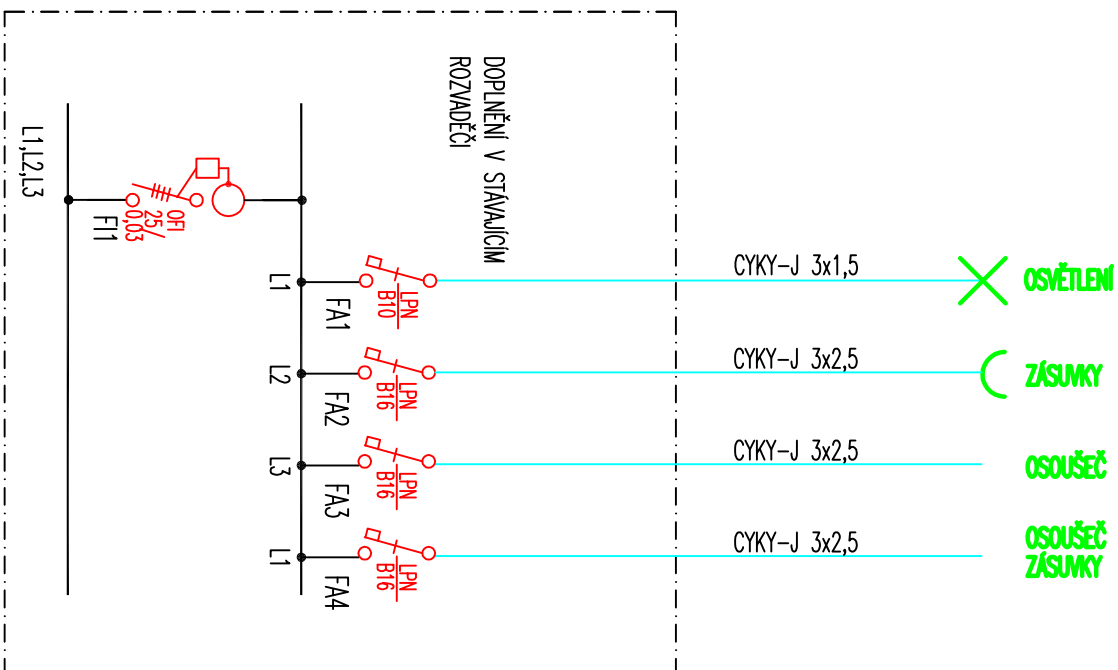 DOPLNĚNÍ V STÁVAJÍCÍM
ROZVADĚČI
L1,L2,L3
FI1
OFI
25/
0,03
L1
FA1
LPN
B10
CYKY-J 3x1,5
OSVĚTLENÍ
L2
FA2
LPN
B16
CYKY-J 3x2,5
ZÁSUVKY
L3
FA3
LPN
B16
CYKY-J 3x2,5
OSOUŠEČ
L1
FA4
LPN
B16
CYKY-J 3x2,5
OSOUŠEČ
ZÁSUVKY